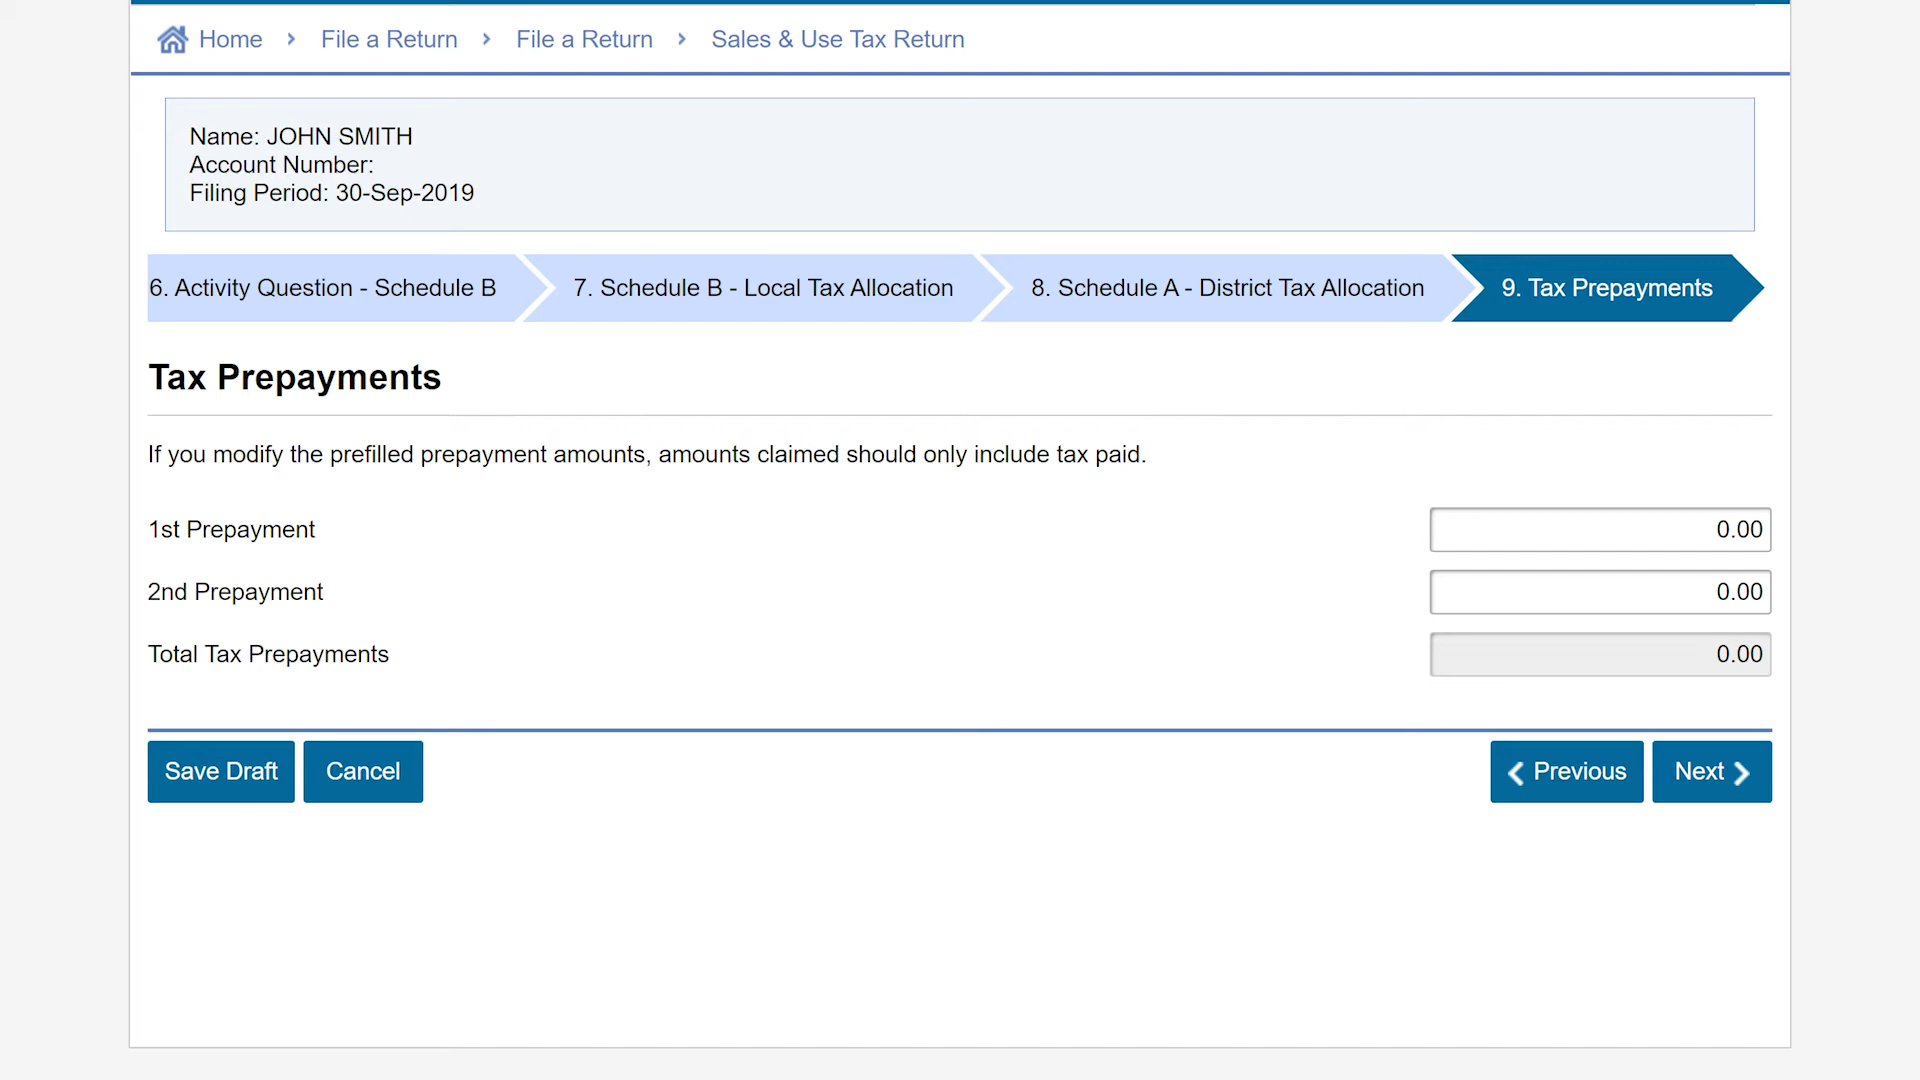 Home › File a Return › File a Return › Sales & Use Tax Return
Name: JOHN SMITH
Account Number:
Filing Period: 30-Sep-2019
6. Activity Question - Schedule B
7. Schedule B - Local Tax Allocation
8. Schedule A - District Tax Allocation
9. Tax Prepayments
Tax Prepayments
If you modify the prefilled prepayment amounts, amounts claimed should only include tax paid.
1st Prepayment 0.00
2nd Prepayment 0.00
Total Tax Prepayments 0.00
Save Draft Cancel Previous Next